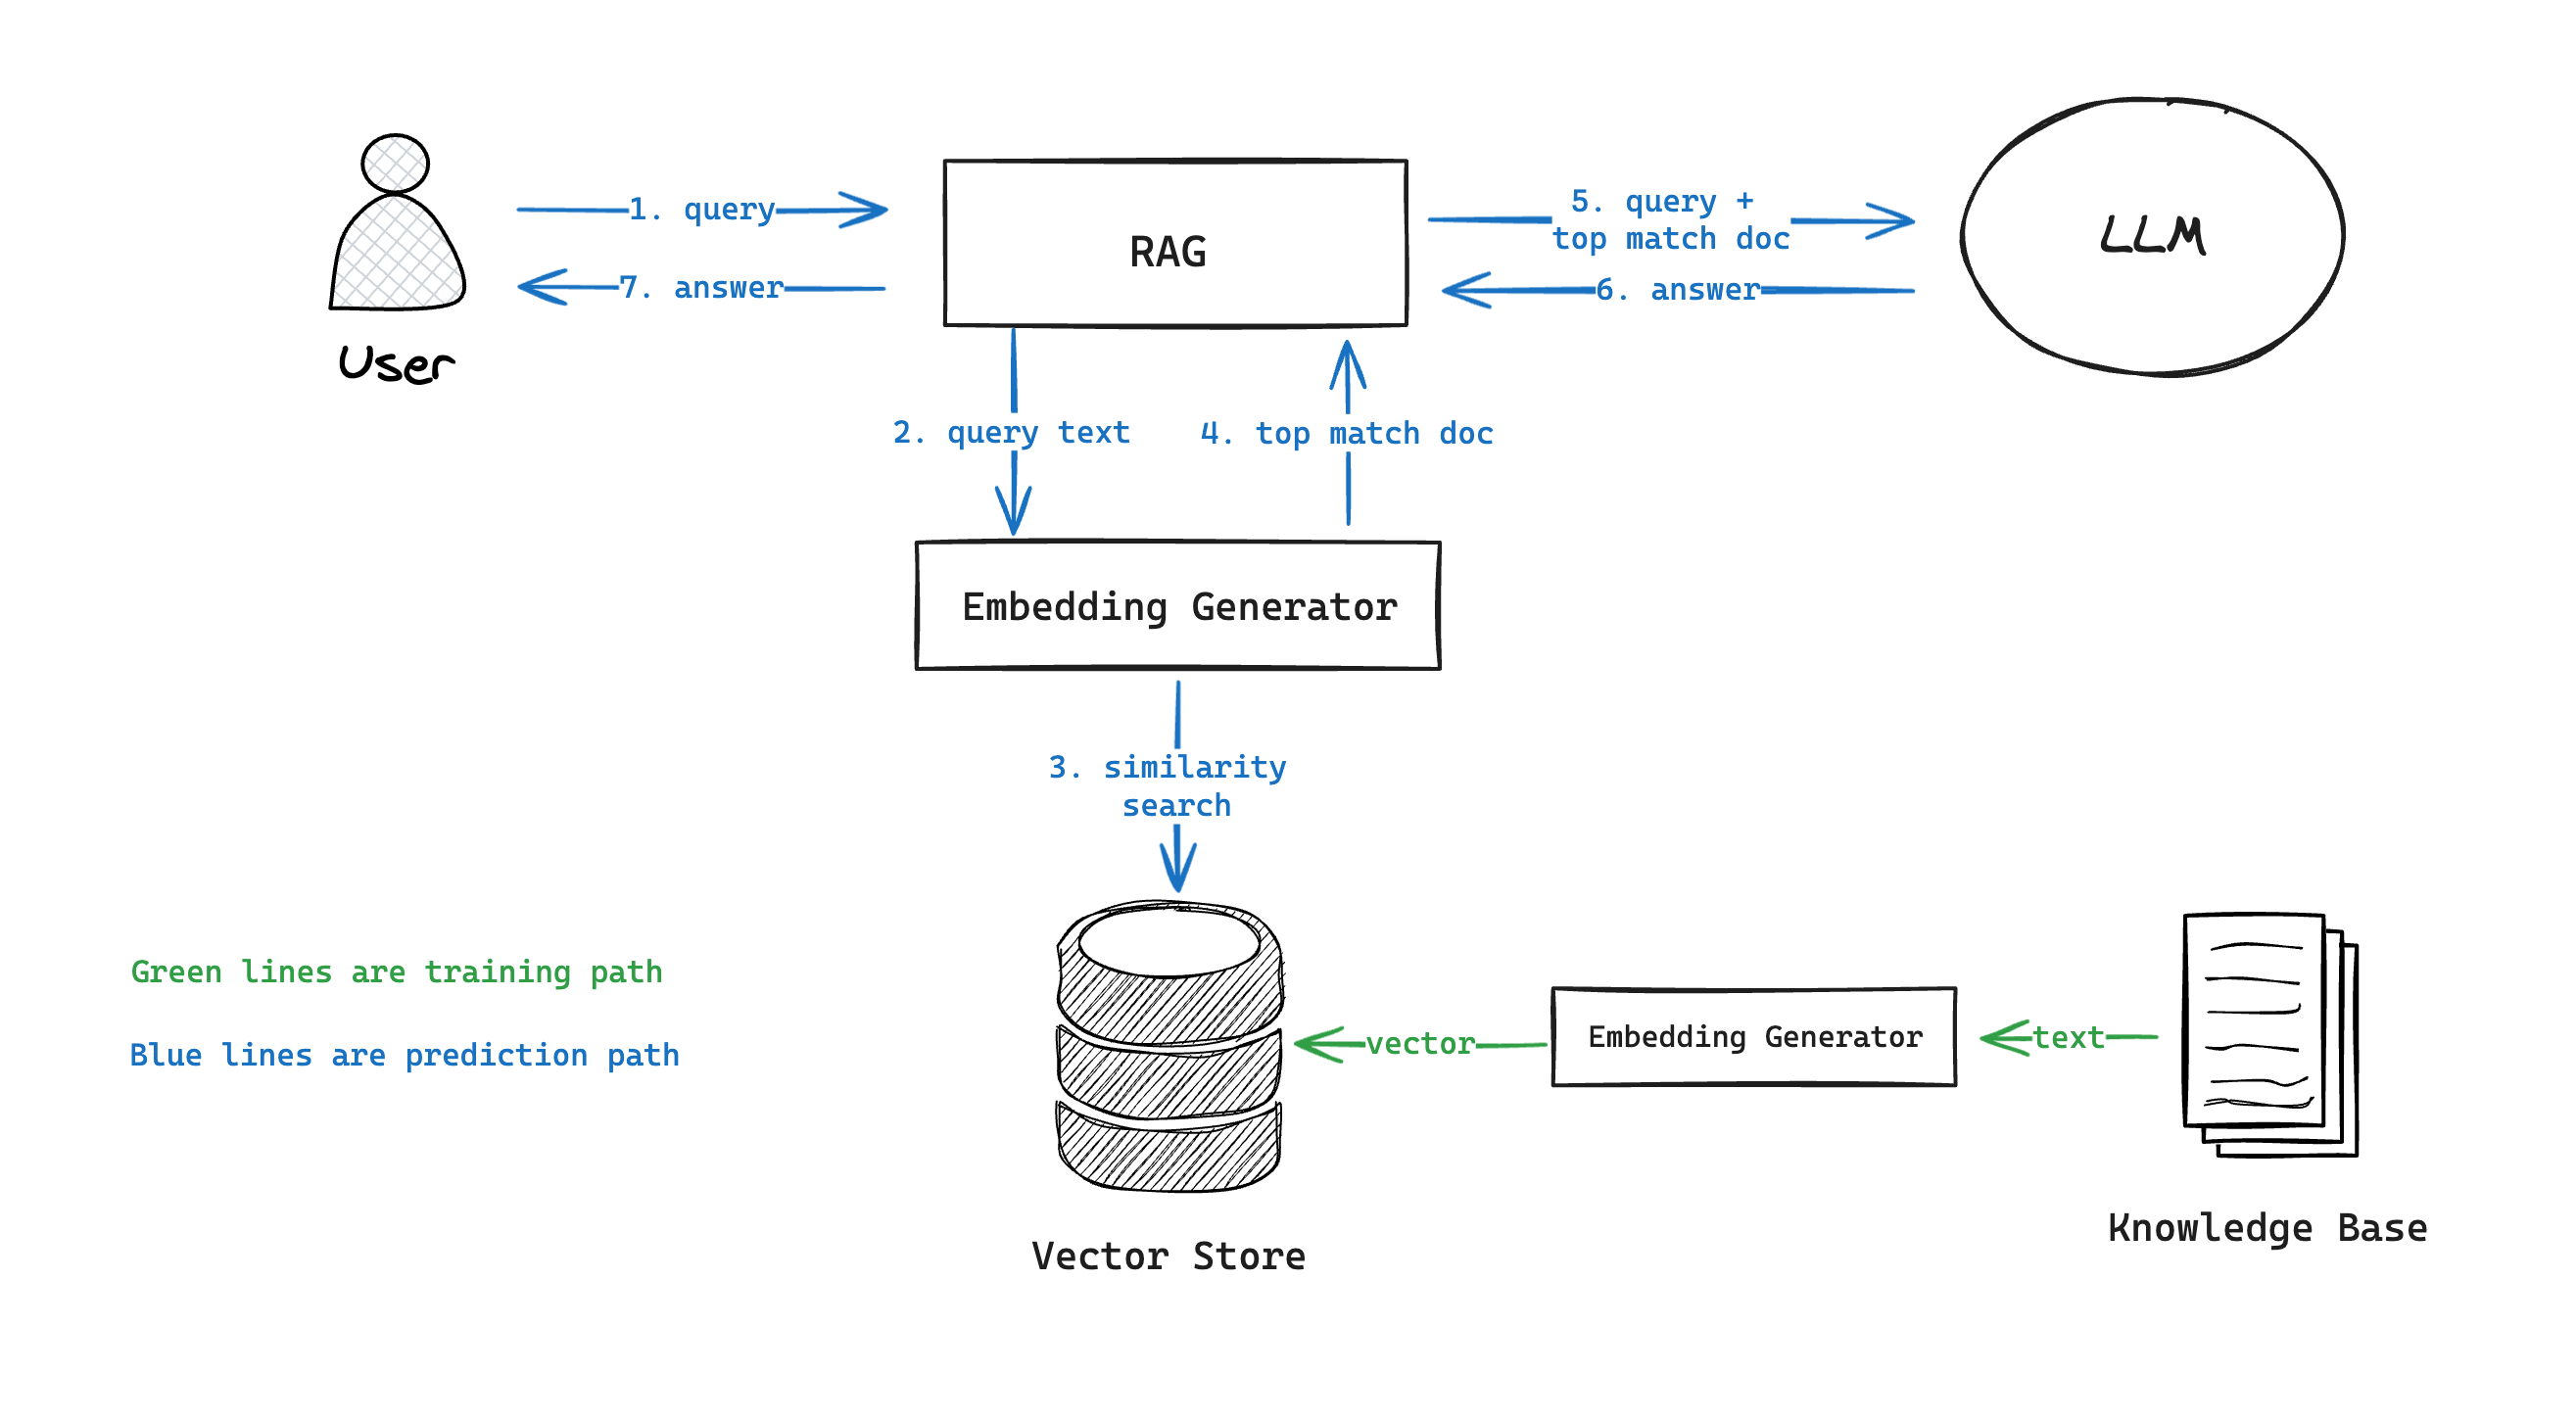 1. query
7. answer
User
RAG
5. query +
top match doc
6. answer
LLM
2. query text
4. top match doc
Embedding Generator
3. similarity
search
Green lines are training path
Blue lines are prediction path
vector
Embedding Generator
text
Vector Store
Knowledge Base